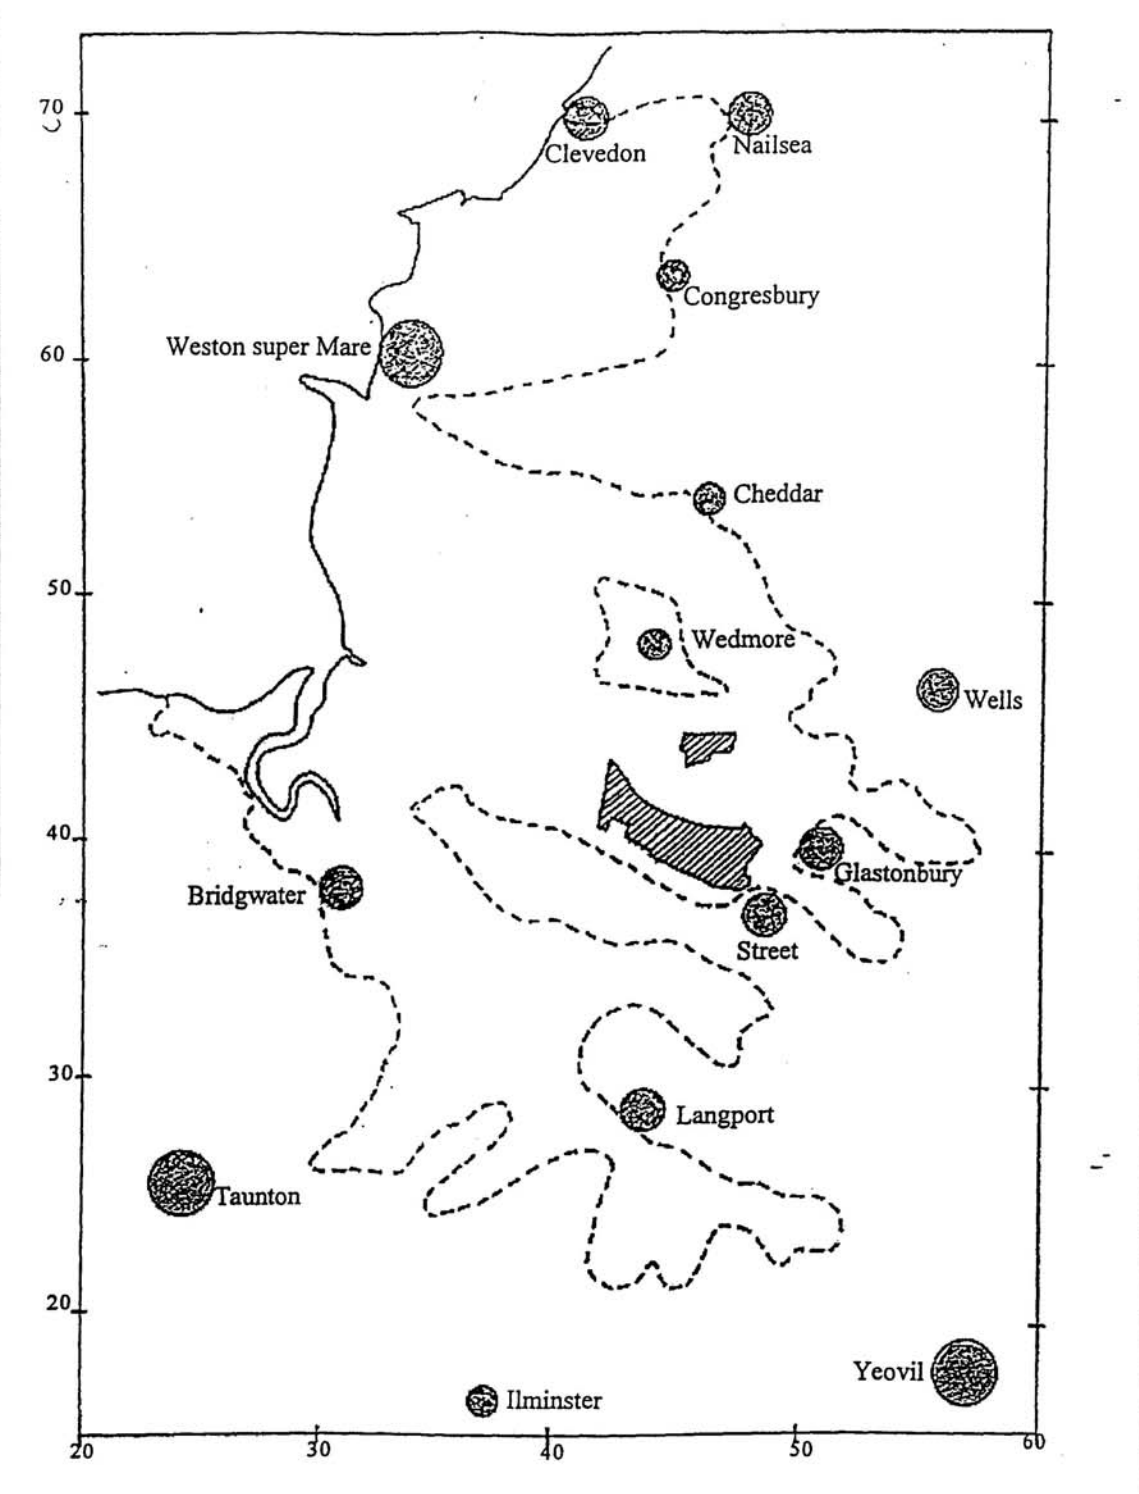 70
Clevedon
Nailsea
Congresbury
Weston super Mare
60
Cheddar
50
Wedmore
Wells
40
Glastonbury
Bridgwater
Street
30
Langport
Taunton
20
Yeovil
Ilminster
20 30 40 50 60